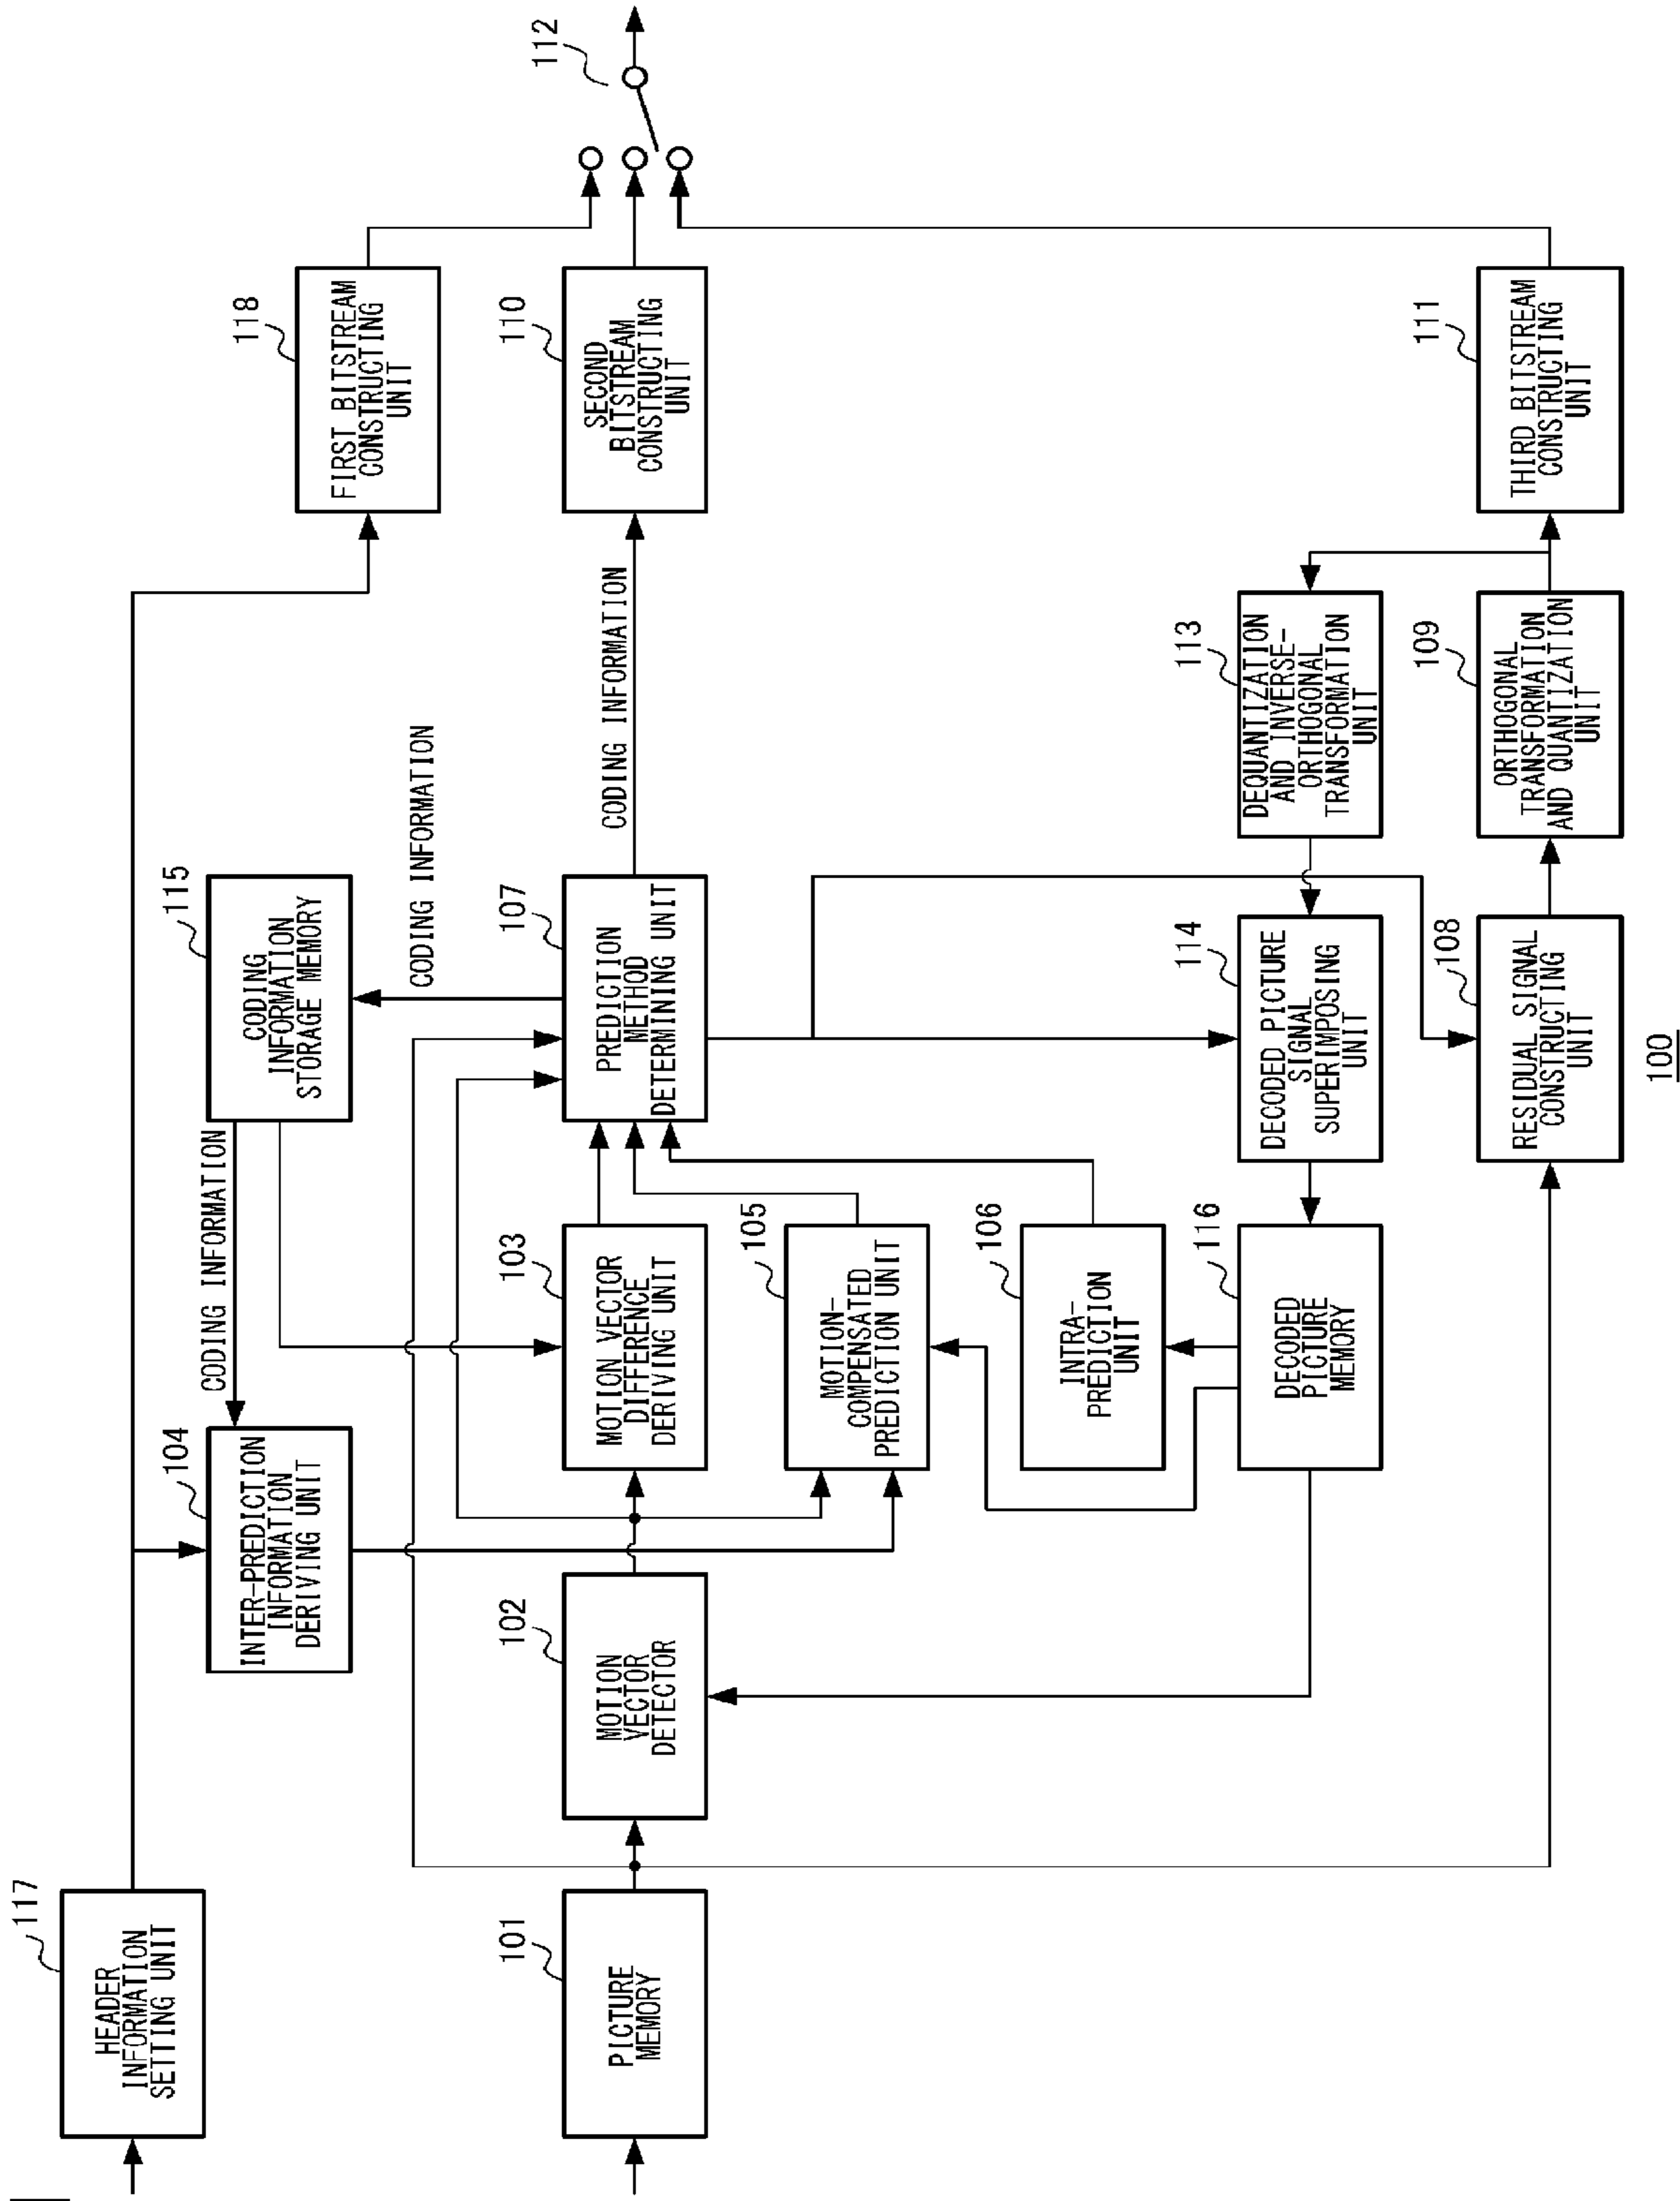 117
HEADER
INFORMATION
SETTING UNIT
101
PICTURE
MEMORY
104
INTER-PREDICTION
INFORMATION
DERIVING UNIT
102
MOTION
VECTOR
DETECTOR
CODING INFORMATION
103
MOTION VECTOR
DIFFERENCE
DERIVING UNIT
105
MOTION-
COMPENSATED
PREDICTION UNIT
106
INTRA-
PREDICTION
UNIT
116
DECODED
PICTURE
MEMORY
115
CODING
INFORMATION
STORAGE MEMORY
CODING INFORMATION
107
PREDICTION
METHOD
DETERMINING UNIT
CODING INFORMATION
114
DECODED PICTURE
SIGNAL
SUPERIMPOSING
UNIT
108
RESIDUAL SIGNAL
CONSTRUCTING
UNIT
113
DEQUANTIZATION
AND INVERSE-
ORTHOGONAL
TRANSFORMATION
UNIT
109
ORTHOGONAL
TRANSFORMATION
AND QUANTIZATION
UNIT
118
FIRST BITSTREAM
CONSTRUCTING
UNIT
110
SECOND
BITSTREAM
CONSTRUCTING
UNIT
111
THIRD BITSTREAM
CONSTRUCTING
UNIT
112
100